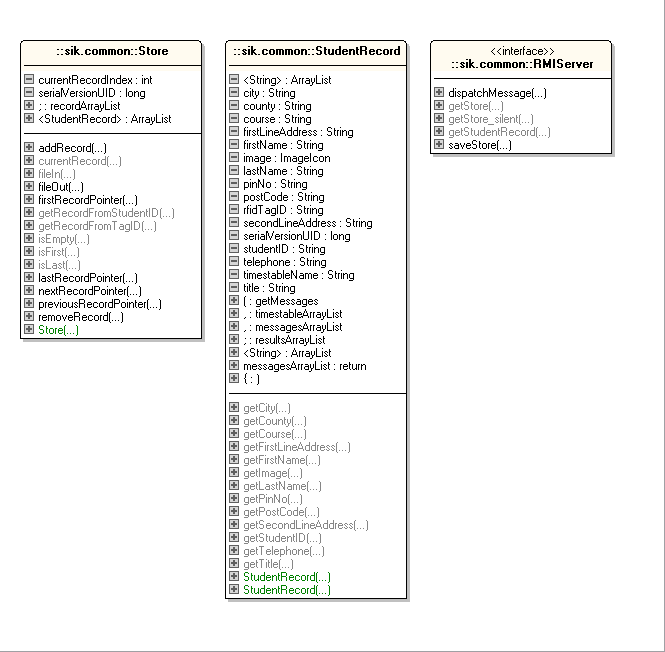 ::sik.common::Store
currentRecordIndex : int
serialVersionUID : long
; : recordArrayList
<StudentRecord> : ArrayList
addRecord(...)
currentRecord(...)
fileIn(...)
fileOut(...)
firstRecordPointer(...)
getRecordFromStudentID(...)
getRecordFromTagID(...)
isEmpty(...)
isFirst(...)
isLast(...)
lastRecordPointer(...)
nextRecordPointer(...)
previousRecordPointer(...)
removeRecord(...)
Store(...)
::sik.common::StudentRecord
<String> : ArrayList
city : String
county : String
course : String
firstLineAddress : String
firstName : String
image : ImageIcon
lastName : String
pinNo : String
postCode : String
rfidTagID : String
secondLineAddress : String
serialVersionUID : long
studentID : String
telephone : String
timestableName : String
title : String
( : getMessages
, : timestableArrayList
, : messagesArrayList
; : resultsArrayList
<String> : ArrayList
messagesArrayList : return
{ : )
getCity(...)
getCounty(...)
getCourse(...)
getFirstLineAddress(...)
getFirstName(...)
getImage(...)
getLastName(...)
getPinNo(...)
getPostCode(...)
getSecondLineAddress(...)
getStudentID(...)
getTelephone(...)
getTitle(...)
StudentRecord(...)
StudentRecord(...)
<<interface>>
::sik.common::RMIServer
dispatchMessage(...)
getStore(...)
getStore_silent(...)
getStudentRecord(...)
saveStore(...)